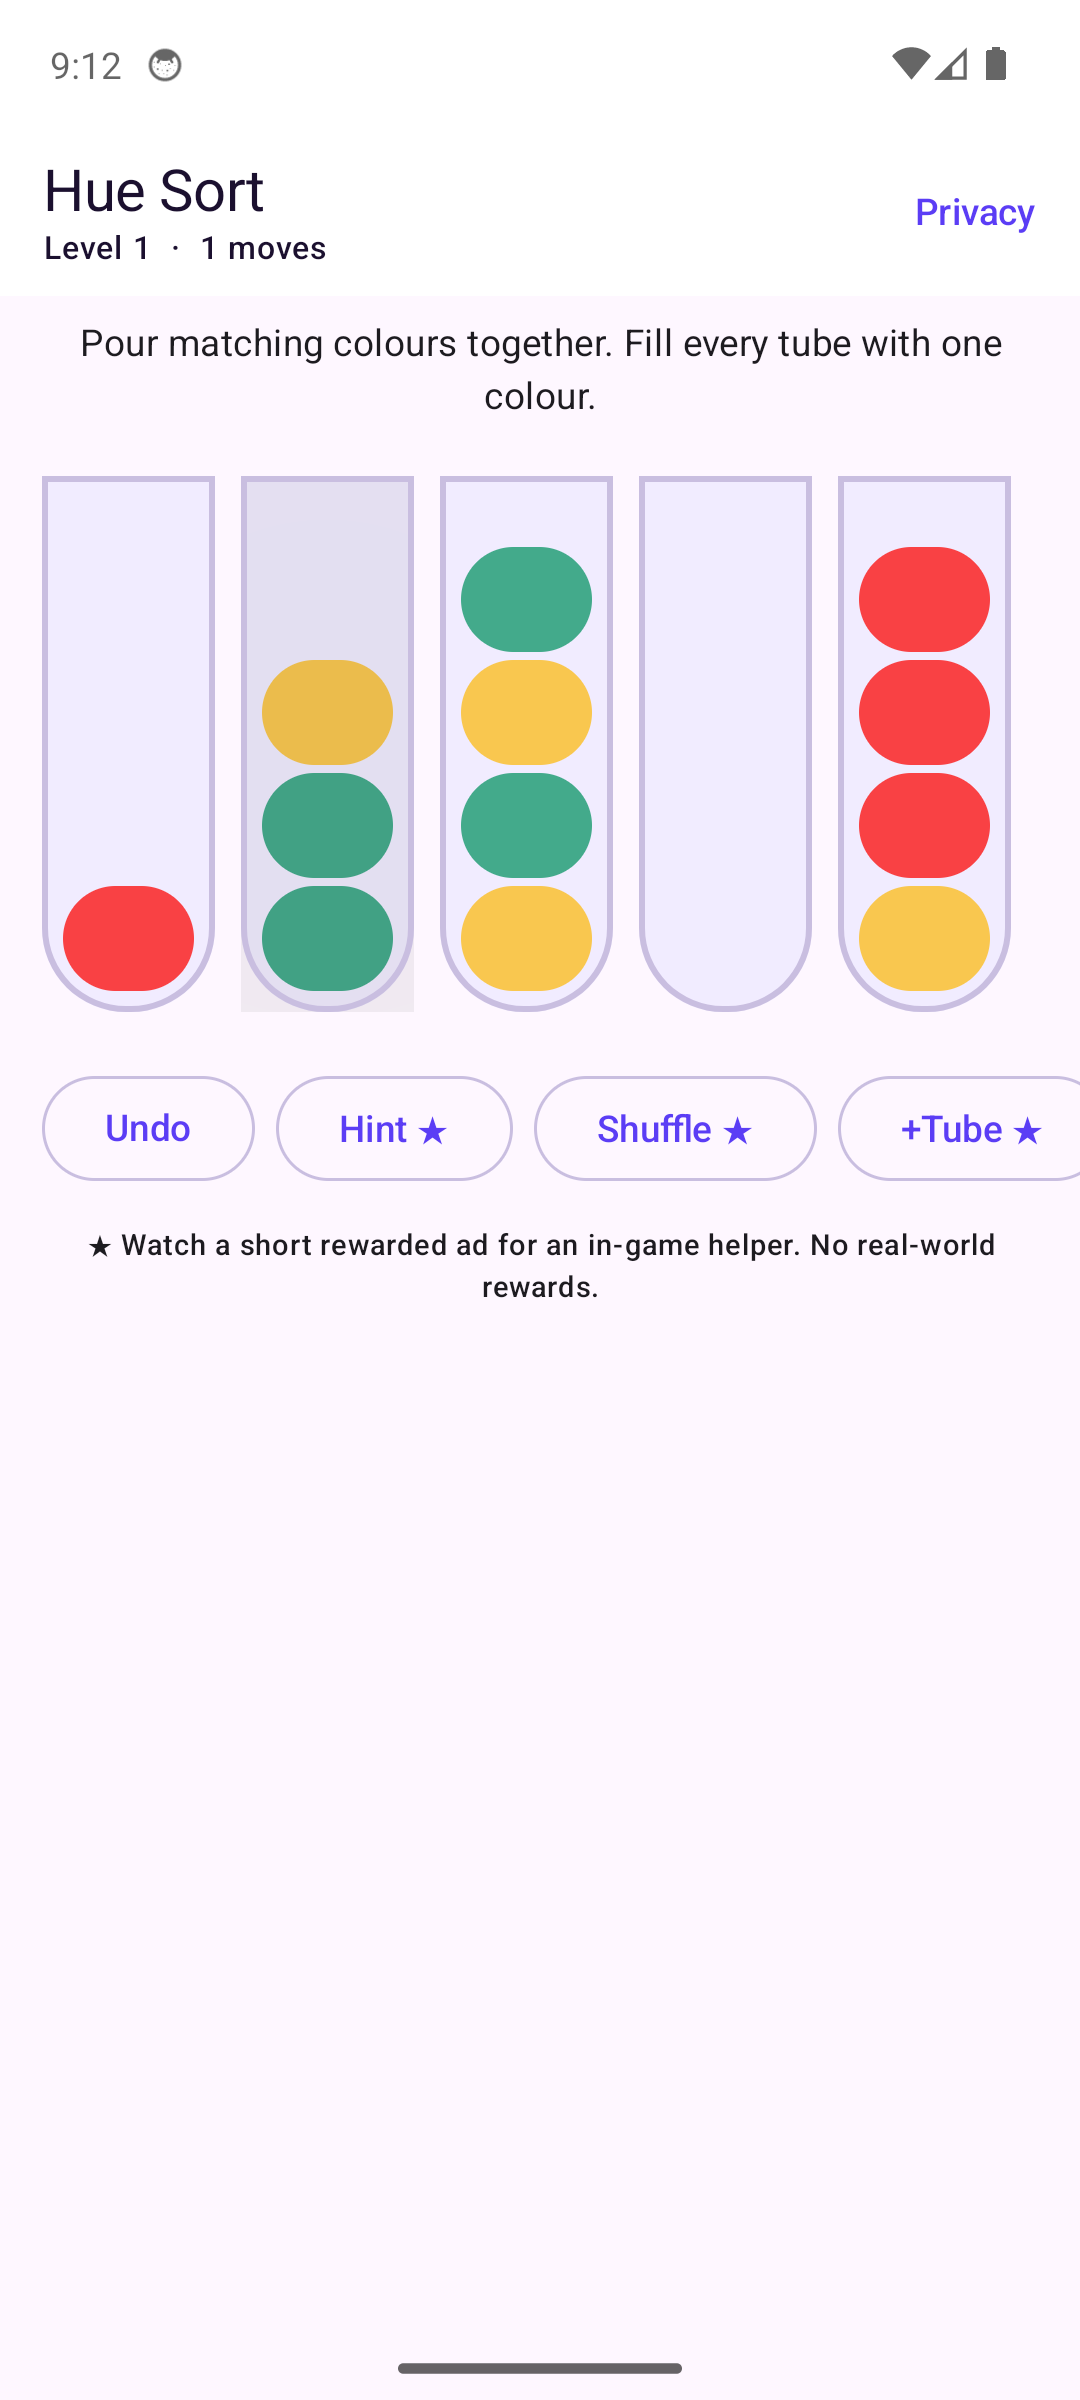 9:12
Hue Sort
Privacy
Level 1 · 1 moves
Pour matching colours together. Fill every tube with one
colour.
Undo
Hint ★
Shuffle ★
+Tube ★
★ Watch a short rewarded ad for an in-game helper. No real-world
rewards.